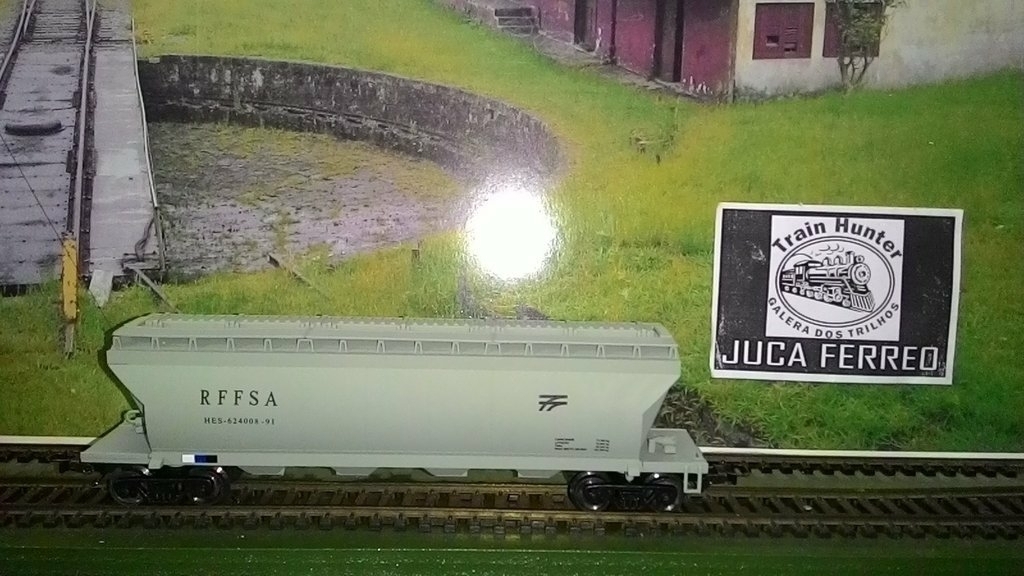 Train Hunter
GALERA DOS TRILHOS
JUCA FERREO
RFFSA
HES-624008-91